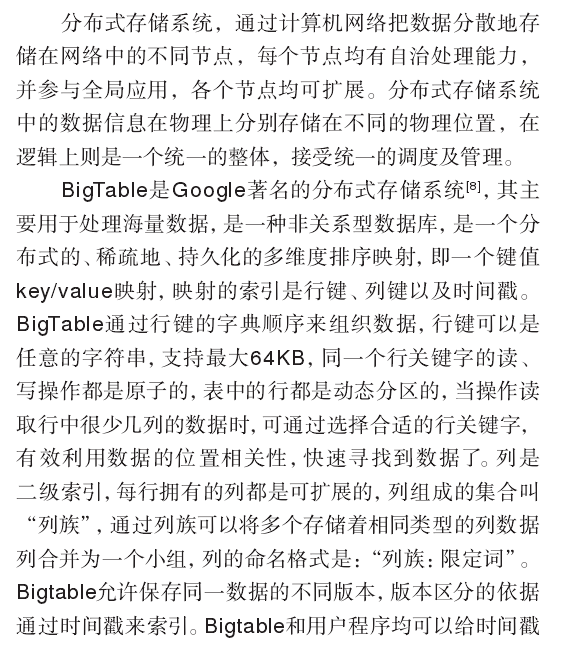 分布式存储系统，通过计算机网络把数据分散地存
储在网络中的不同节点，每个节点均有自治处理能力，
并参与全局应用，各个节点均可扩展。分布式存储系统
中的数据信息在物理上分别存储在不同的物理位置，在
逻辑上则是一个统一的整体，接受统一的调度及管理。
BigTable是Google著名的分布式存储系统[8]，其主
要用于处理海量数据，是一种非关系型数据库，是一个分
布式的、稀疏地、持久化的多维度排序映射，即一个键值
key/value映射，映射的索引是行键、列键以及时间戳。
BigTable通过行键的字典顺序来组织数据，行键可以是
任意的字符串，支持最大64KB，同一个行关键字的读、
写操作都是原子的，表中的行都是动态分区的，当操作读
取行中很少几列的数据时，可通过选择合适的行关键字，
有效利用数据的位置相关性，快速寻找到数据了。列是
二级索引，每行拥有的列都是可扩展的，列组成的集合叫
“列族”，通过列族可以将多个存储着相同类型的列数据
列合并为一个小组，列的命名格式是：“列族：限定词”。
Bigtable允许保存同一数据的不同版本，版本区分的依据
通过时间戳来索引。Bigtable和用户程序均可以给时间戳